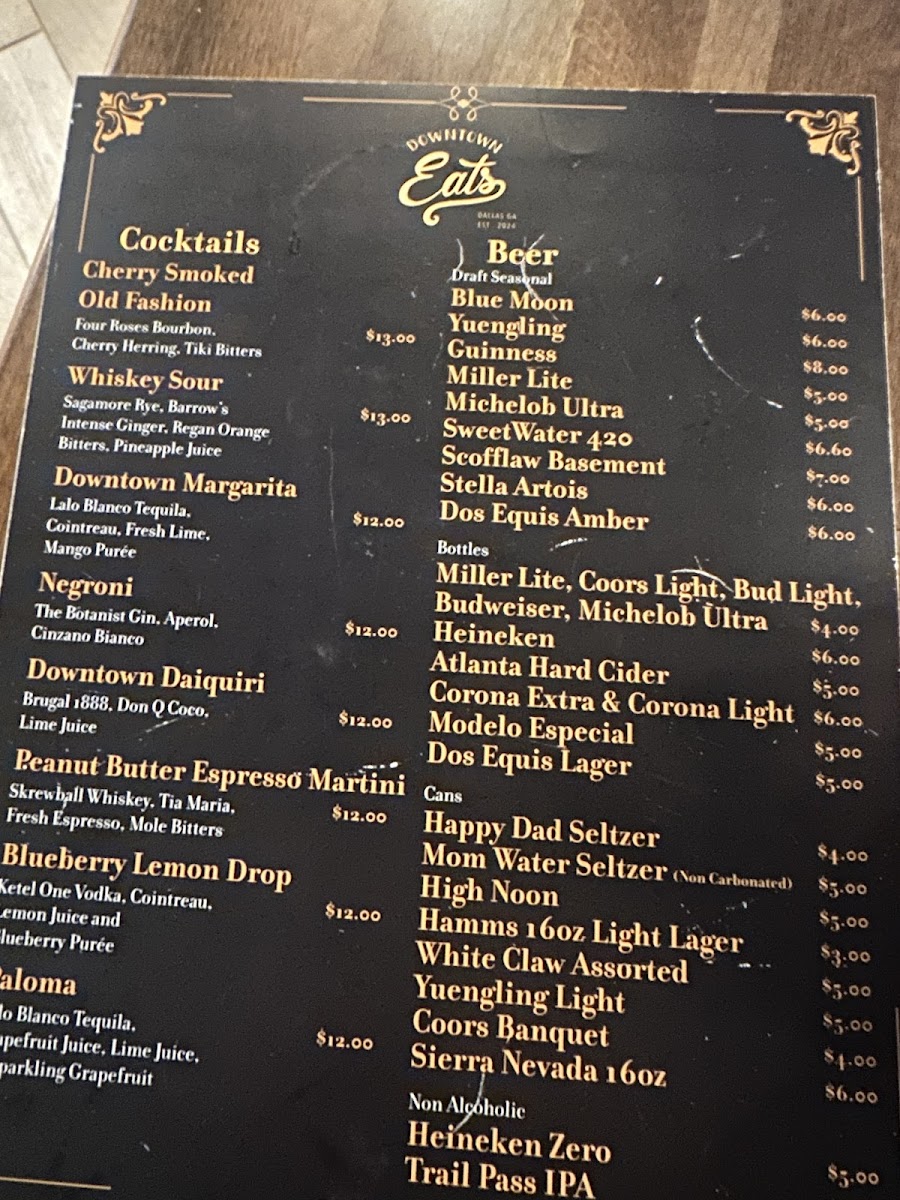 DOWNTOWN
Eats
DALLAS GA
EST 2024
Cocktails
Cherry Smoked
Old Fashion
Four Roses Bourbon,
Cherry Herring, Tiki Bitters $13.00
Whiskey Sour
Sagamore Rye, Barrow's
Intense Ginger, Regan Orange $13.00
Bitters, Pineapple Juice
Downtown Margarita
Lalo Blanco Tequila,
Cointreau, Fresh Lime, $12.00
Mango Purée
Negroni
The Botanist Gin, Aperol,
Cinzano Bianco $12.00
Downtown Daiquiri
Brugal 1888, Don Q Coco,
Lime Juice $12.00
Peanut Butter Espresso Martini
Skrewball Whiskey, Tia Maria,
Fresh Espresso, Mole Bitters $12.00
Blueberry Lemon Drop
Ketel One Vodka, Cointreau,
Lemon Juice and $12.00
Blueberry Purée
Paloma
lo Blanco Tequila,
apefruit Juice, Lime Juice, $12.00
parkling Grapefruit
Beer
Draft Seasonal
Blue Moon $6.00
Yuengling $6.00
Guinness $8.00
Miller Lite $5.00
Michelob Ultra $5.00
SweetWater 420 $6.60
Scofflaw Basement $7.00
Stella Artois $6.00
Dos Equis Amber $6.00
Bottles
Miller Lite, Coors Light, Bud Light,
Budweiser, Michelob Ultra $4.00
Heineken $6.00
Atlanta Hard Cider $5.00
Corona Extra & Corona Light $6.00
Modelo Especial $5.00
Dos Equis Lager $5.00
Cans
Happy Dad Seltzer $4.00
Mom Water Seltzer (Non Carbonated) $5.00
High Noon $5.00
Hamms 16oz Light Lager $3.00
White Claw Assorted $5.00
Yuengling Light $5.00
Coors Banquet $4.00
Sierra Nevada 16oz $6.00
Non Alcoholic
Heineken Zero $5.00
Trail Pass IPA